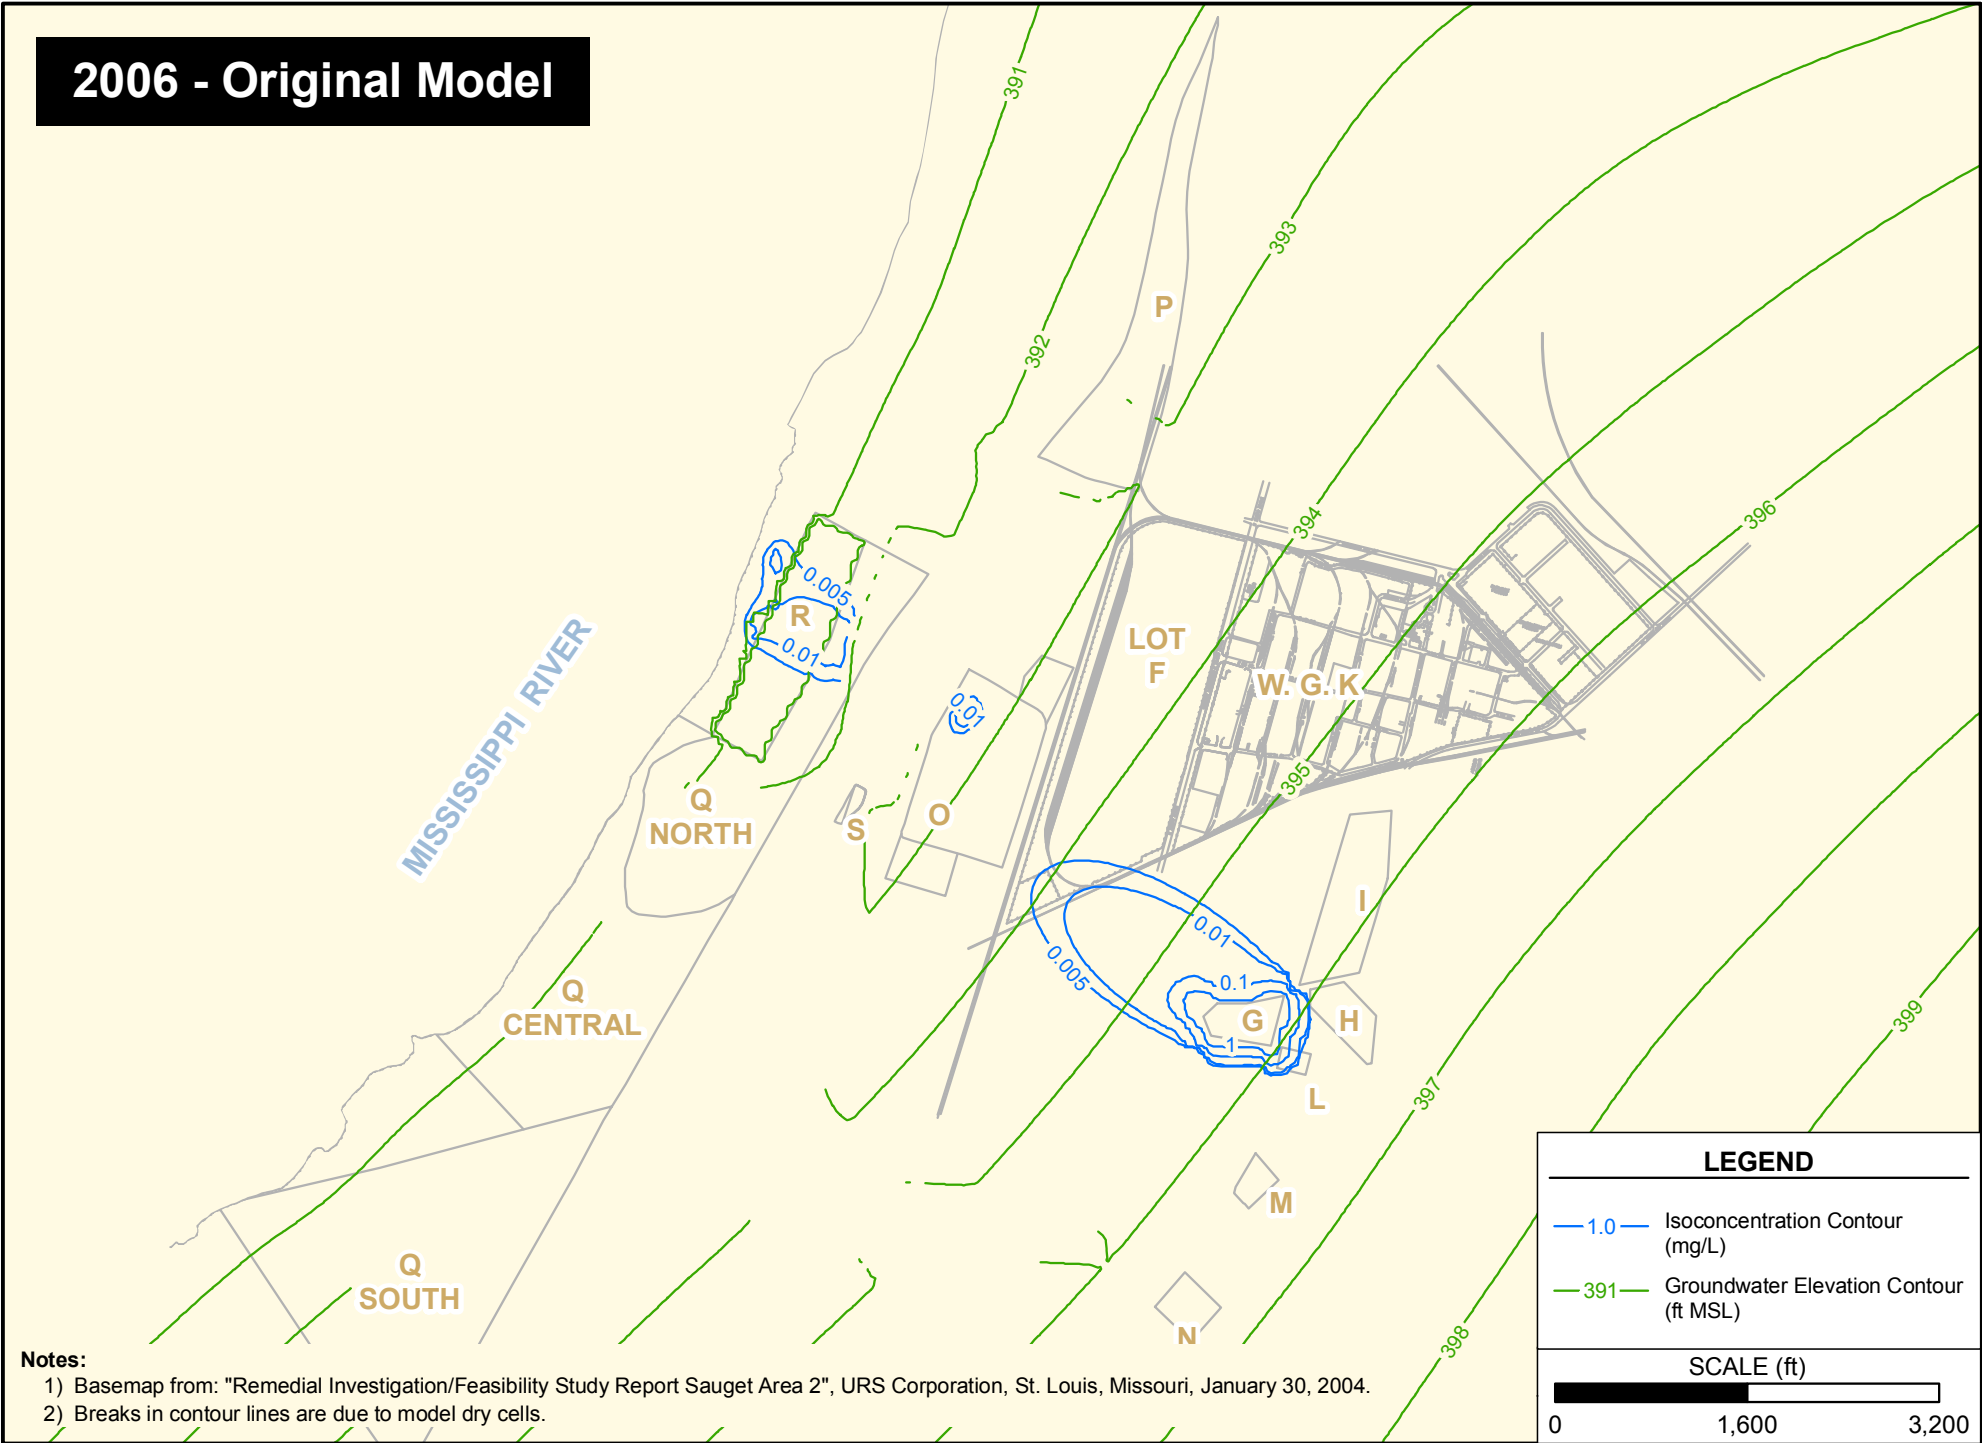 2006 - Original Model
391
393
392
P
394
396
0.005
R
0.01
LOT
F
W. G. K
MISSISSIPPI RIVER
0.01
395
Q
NORTH
S
O
I
0.01
0.005
0.1
G
H
1
Q
CENTRAL
399
397
L
M
Q
SOUTH
N
398
LEGEND
1.0
Isoconcentration Contour
(mg/L)
391
Groundwater Elevation Contour
(ft MSL)
SCALE (ft)
0 1,600 3,200
Notes:
1) Basemap from: "Remedial Investigation/Feasibility Study Report Sauget Area 2", URS Corporation, St. Louis, Missouri, January 30, 2004.
2) Breaks in contour lines are due to model dry cells.